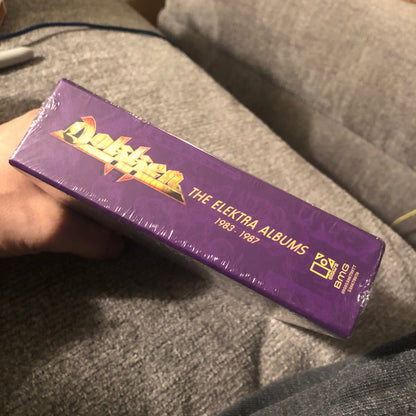 Dokken
THE ELEKTRA ALBUMS
1983 - 1987
BMG